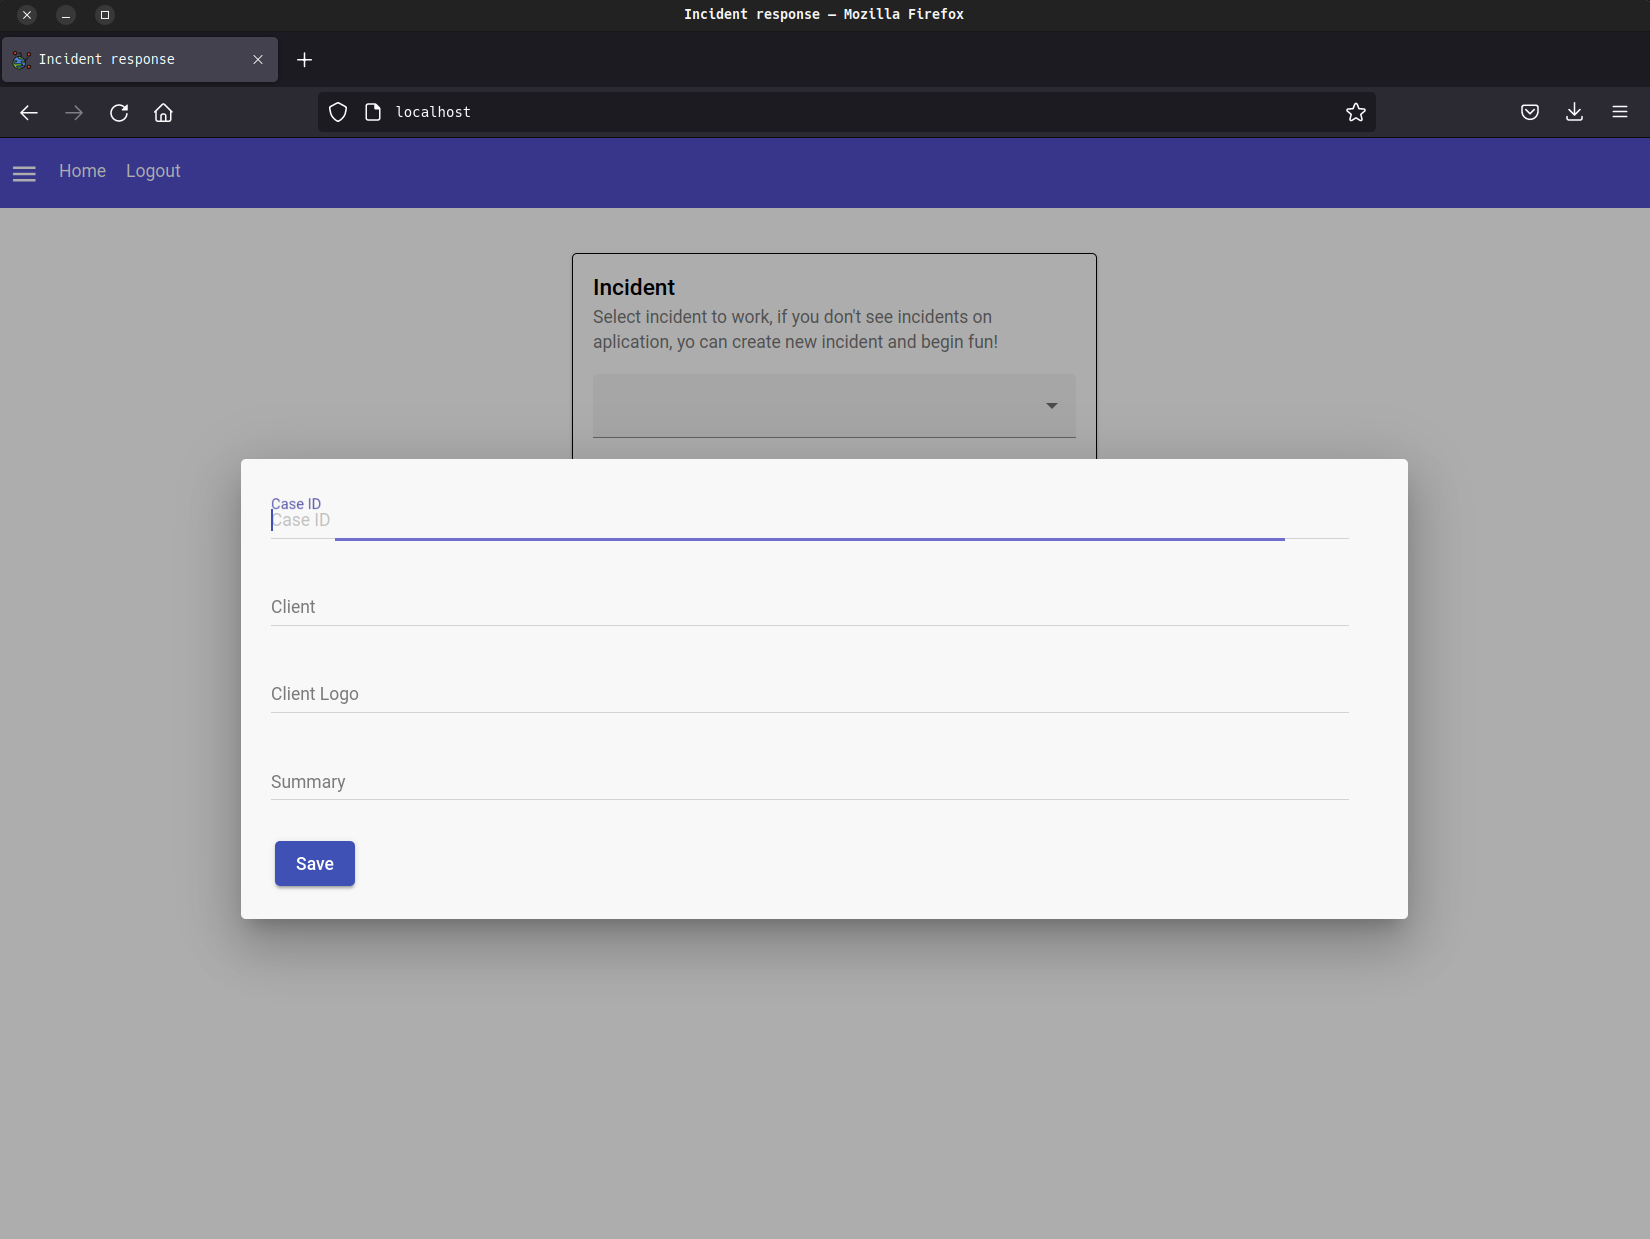 Incident response — Mozilla Firefox
Incident response
localhost
Home Logout
Incident
Select incident to work, if you don't see incidents on
aplication, yo can create new incident and begin fun!
Case ID
Case ID
Client
Client Logo
Summary
Save